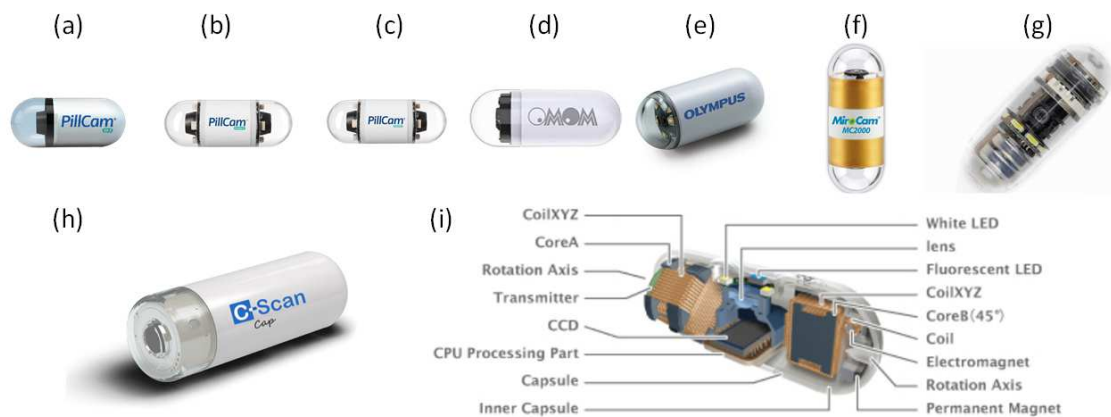 (a)
(b)
(c)
(d)
(e)
(f)
(g)
PillCam
PillCam
PillCam
OMOM
OLYMPUS
MiroCam
MC2000
(h)
C-Scan
Cap
(i)
CoilXYZ
CoreA
Rotation Axis
Transmitter
CCD
CPU Processing Part
Capsule
Inner Capsule
White LED
lens
Fluorescent LED
CoilXYZ
CoreB(45°)
Coil
Electromagnet
Rotation Axis
Permanent Magnet